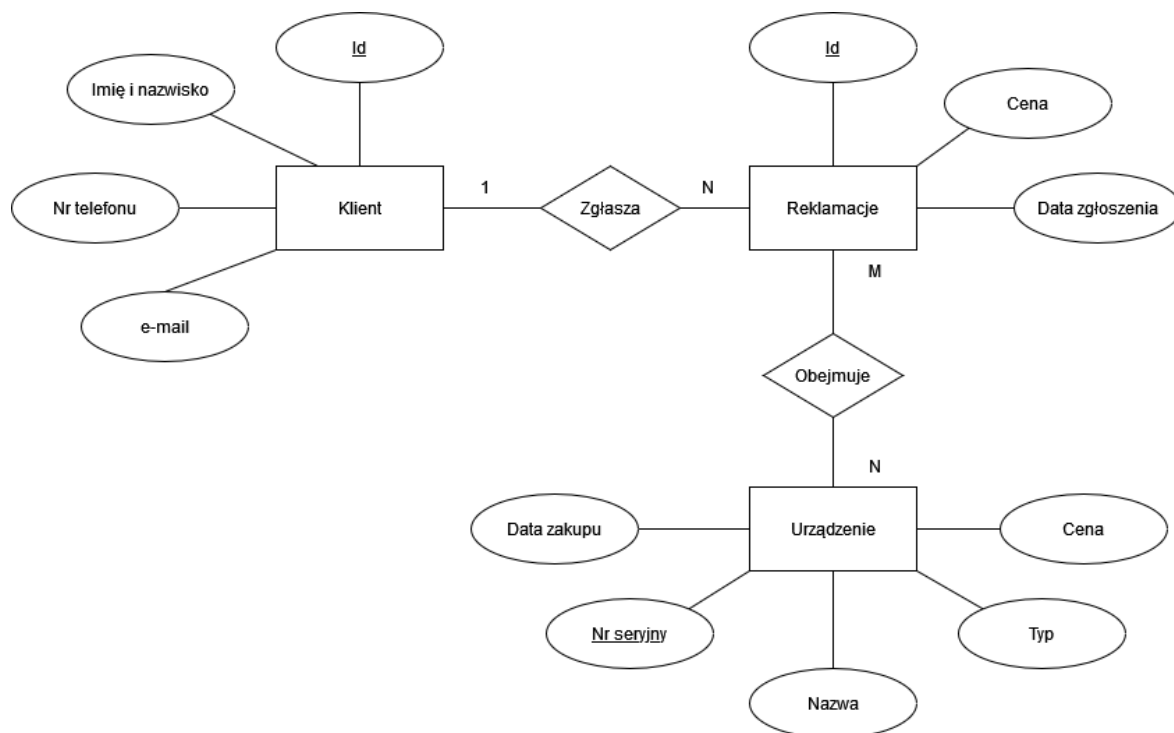 Id
Id
Imię i nazwisko
Cena
Nr telefonu
Klient
1
Zgłasza
N
Reklamacje
Data zgłoszenia
M
e-mail
Obejmuje
N
Data zakupu
Urządzenie
Cena
Nr seryjny
Typ
Nazwa